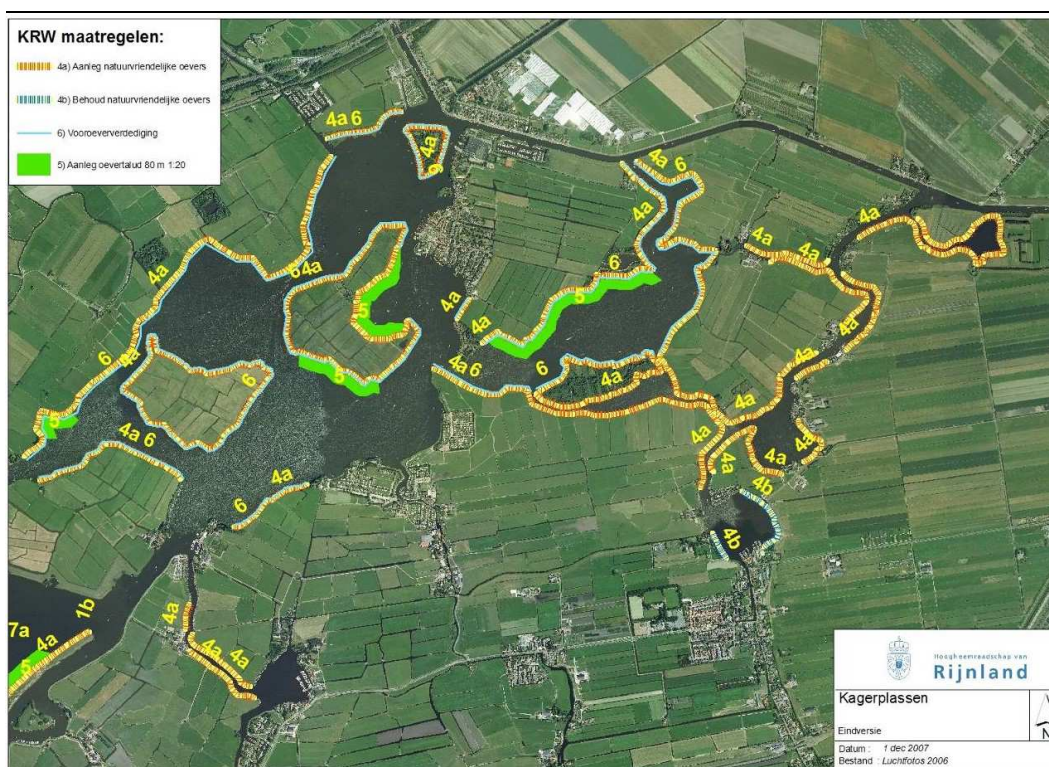 KRW maatregelen:
4a) Aanleg natuurvriendelijke oevers
4b) Behoud natuurvriendelijke oevers
6) Vooroeververdediging
5) Aanleg oevertalud 80 m 1:20
4a 6
4a
6
4a 6
4a
4a
4a
4a
6 4a
6
4a
5
5
4a
4a
4a
6
4a
5
6
4a 6
6
4a
4a
5
6
4a
4a
4a
4a
4a 6
4a
4b
4a
6
4b
1b
7a
4a
5
4a
4a
4a
Hoogheemraadschap van
Rijnland
Kagerplassen
Eindversie
N
Datum : 1 dec 2007
Bestand : Luchtfotos 2006